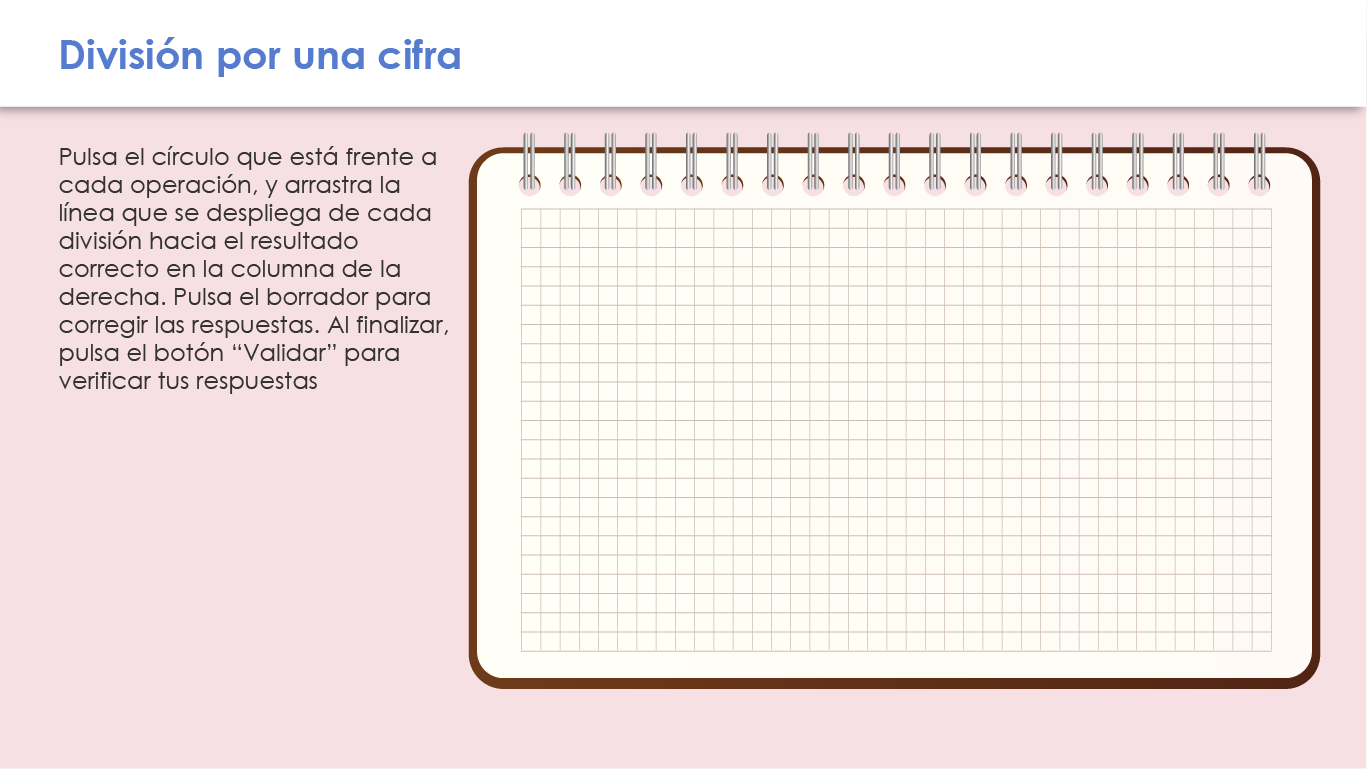 División por una cifra
Pulsa el círculo que está frente a
cada operación, y arrastra la
línea que se despliega de cada
división hacia el resultado
correcto en la columna de la
derecha. Pulsa el borrador para
corregir las respuestas. Al finalizar,
pulsa el botón “Validar” para
verificar tus respuestas